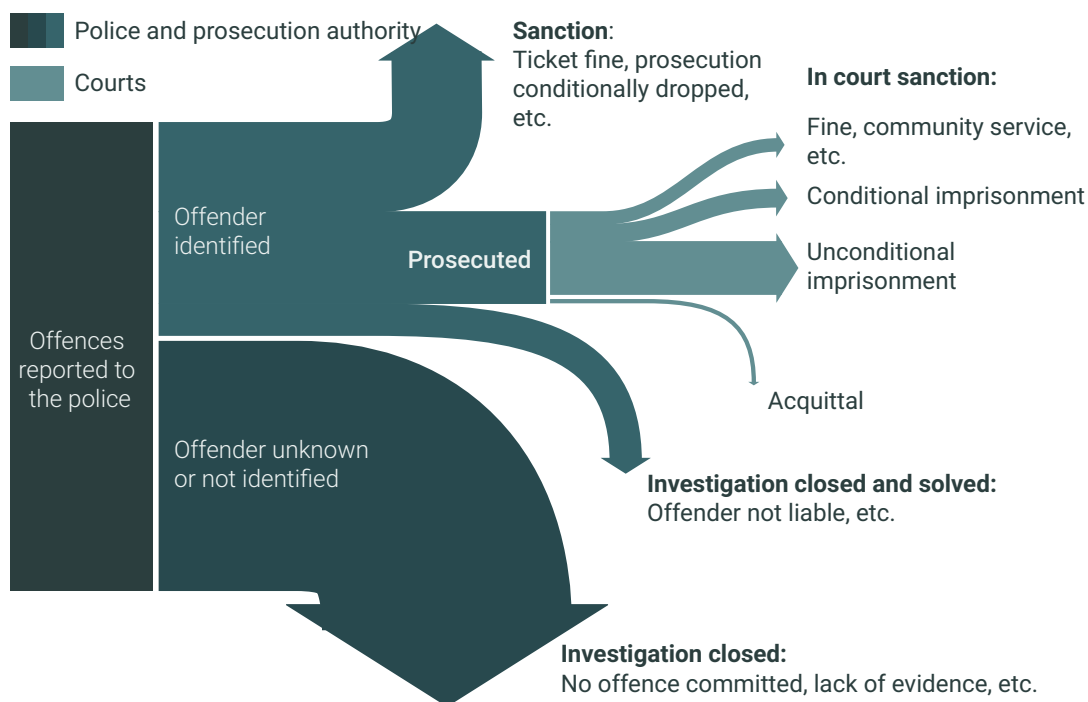 Police and prosecution authority
Courts
Sanction:
Ticket fine, prosecution
conditionally dropped,
etc.
In court sanction:
Fine, community service,
etc.
Conditional imprisonment
Unconditional
imprisonment
Offender
identified
Prosecuted
Offences
reported to
the police
Acquittal
Offender unknown
or not identified
Investigation closed and solved:
Offender not liable, etc.
Investigation closed:
No offence committed, lack of evidence, etc.